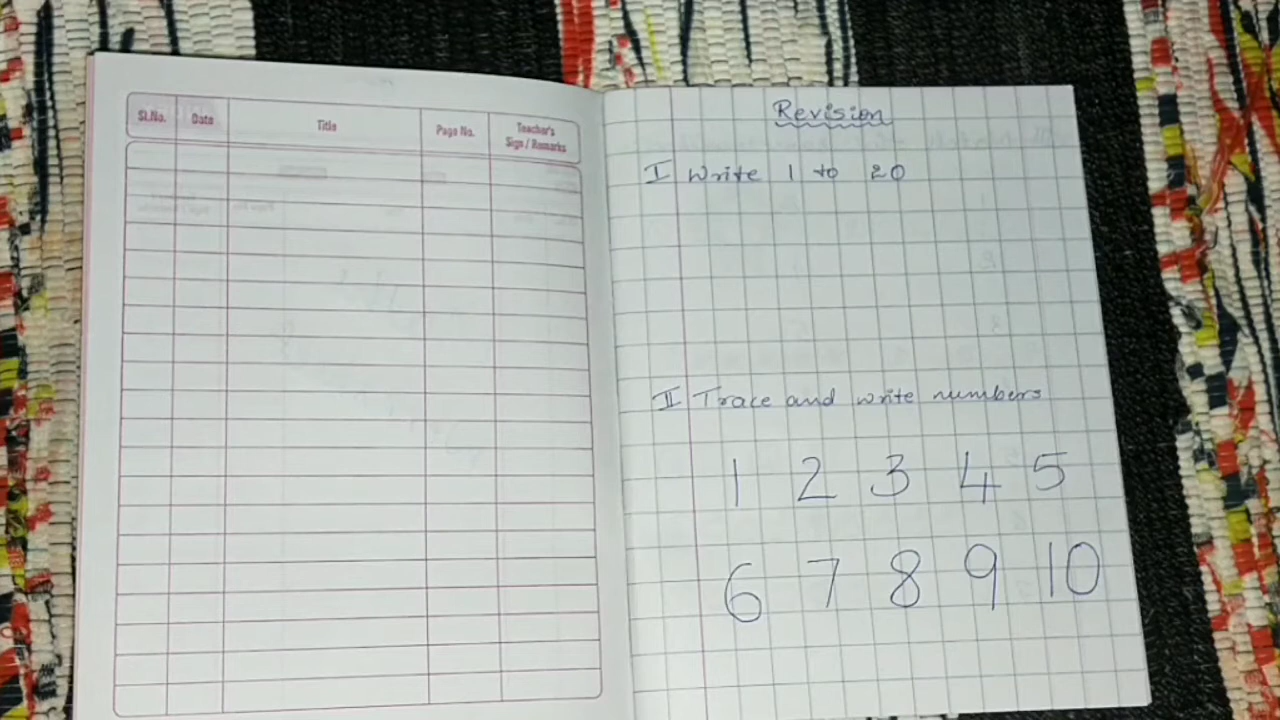 Sl.No. Date Title Page No. Teacher's Sign / Remarks
Revision
I Write 1 to 20
II Trace and write numbers
1 2 3 4 5
6 7 8 9 10